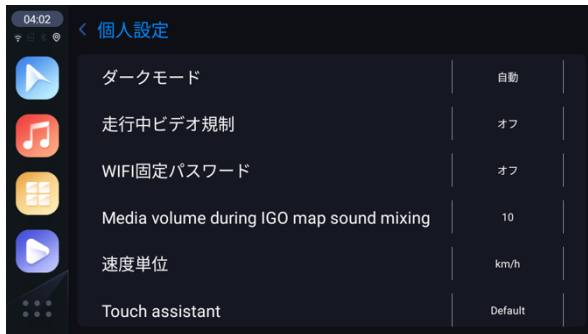 04:02
個人設定
ダークモード 自動
走行中ビデオ規制 オフ
WIFI固定パスワード オフ
Media volume during IGO map sound mixing 10
速度単位 km/h
Touch assistant Default